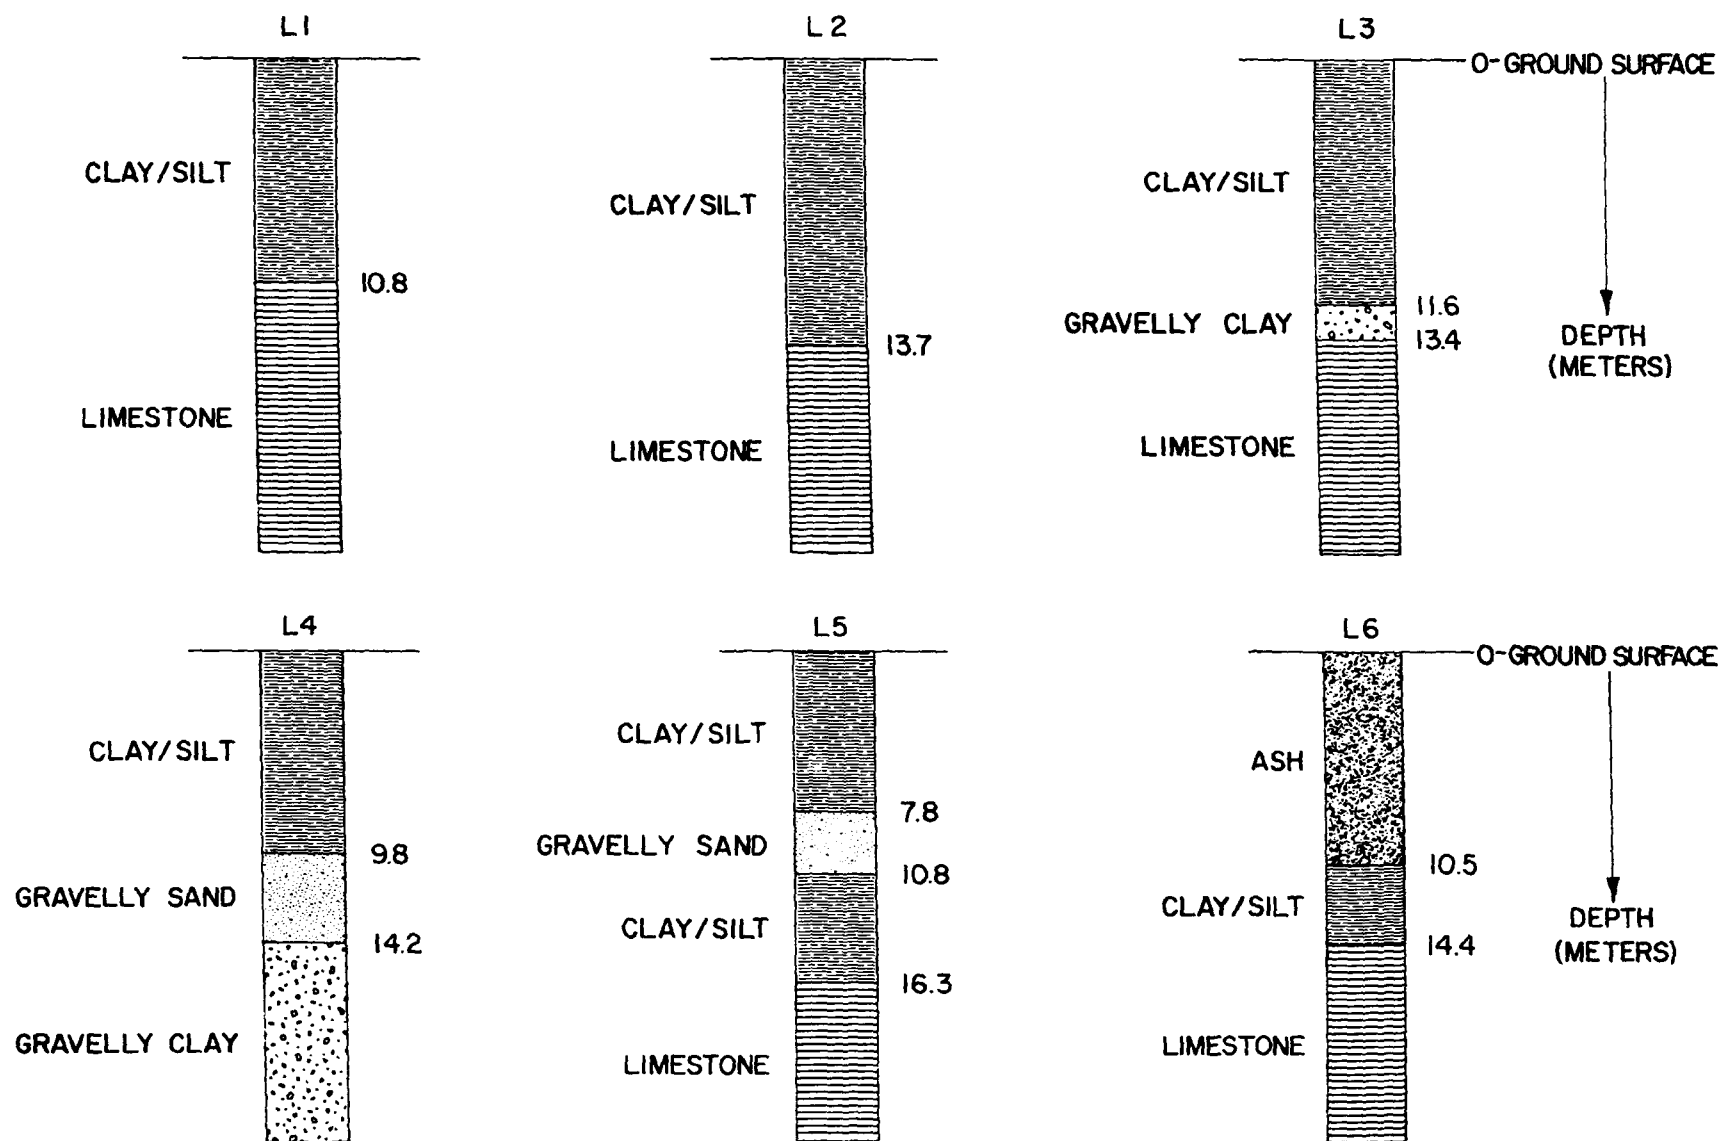 L1
L2
L3
0-GROUND SURFACE
CLAY/SILT
CLAY/SILT
CLAY/SILT
10.8
11.6
GRAVELLY CLAY
13.7
13.4
DEPTH
(METERS)
LIMESTONE
LIMESTONE
LIMESTONE
L4
L5
L6
0-GROUND SURFACE
CLAY/SILT
CLAY/SILT
ASH
7.8
GRAVELLY SAND
9.8
10.8
10.5
GRAVELLY SAND
CLAY/SILT
CLAY/SILT
DEPTH
(METERS)
14.2
16.3
14.4
GRAVELLY CLAY
LIMESTONE
LIMESTONE